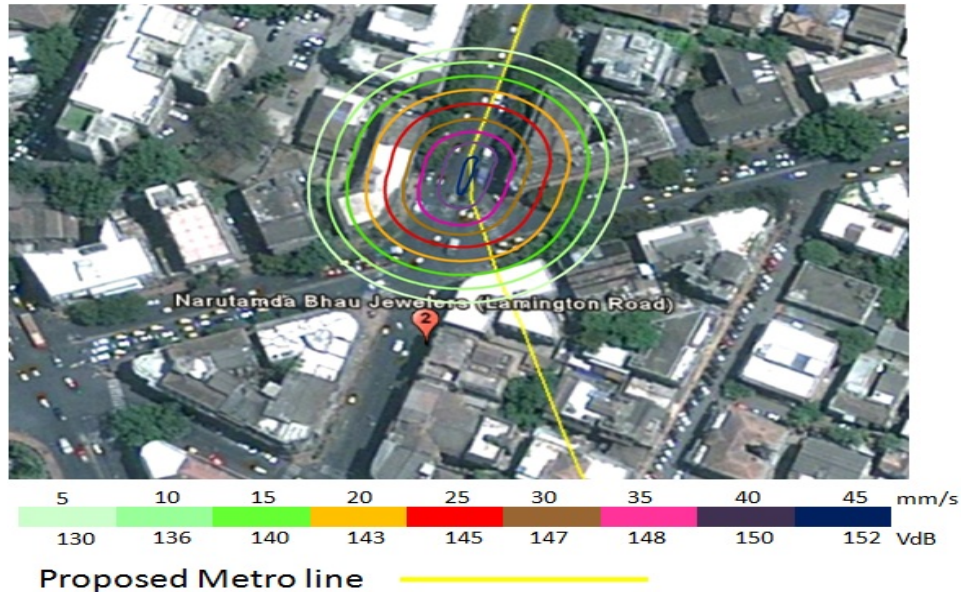 Narutamda Bhau Jewelers (Lamington Road)
2
5 10 15 20 25 30 35 40 45 mm/s
130 136 140 143 145 147 148 150 152 VdB
Proposed Metro line